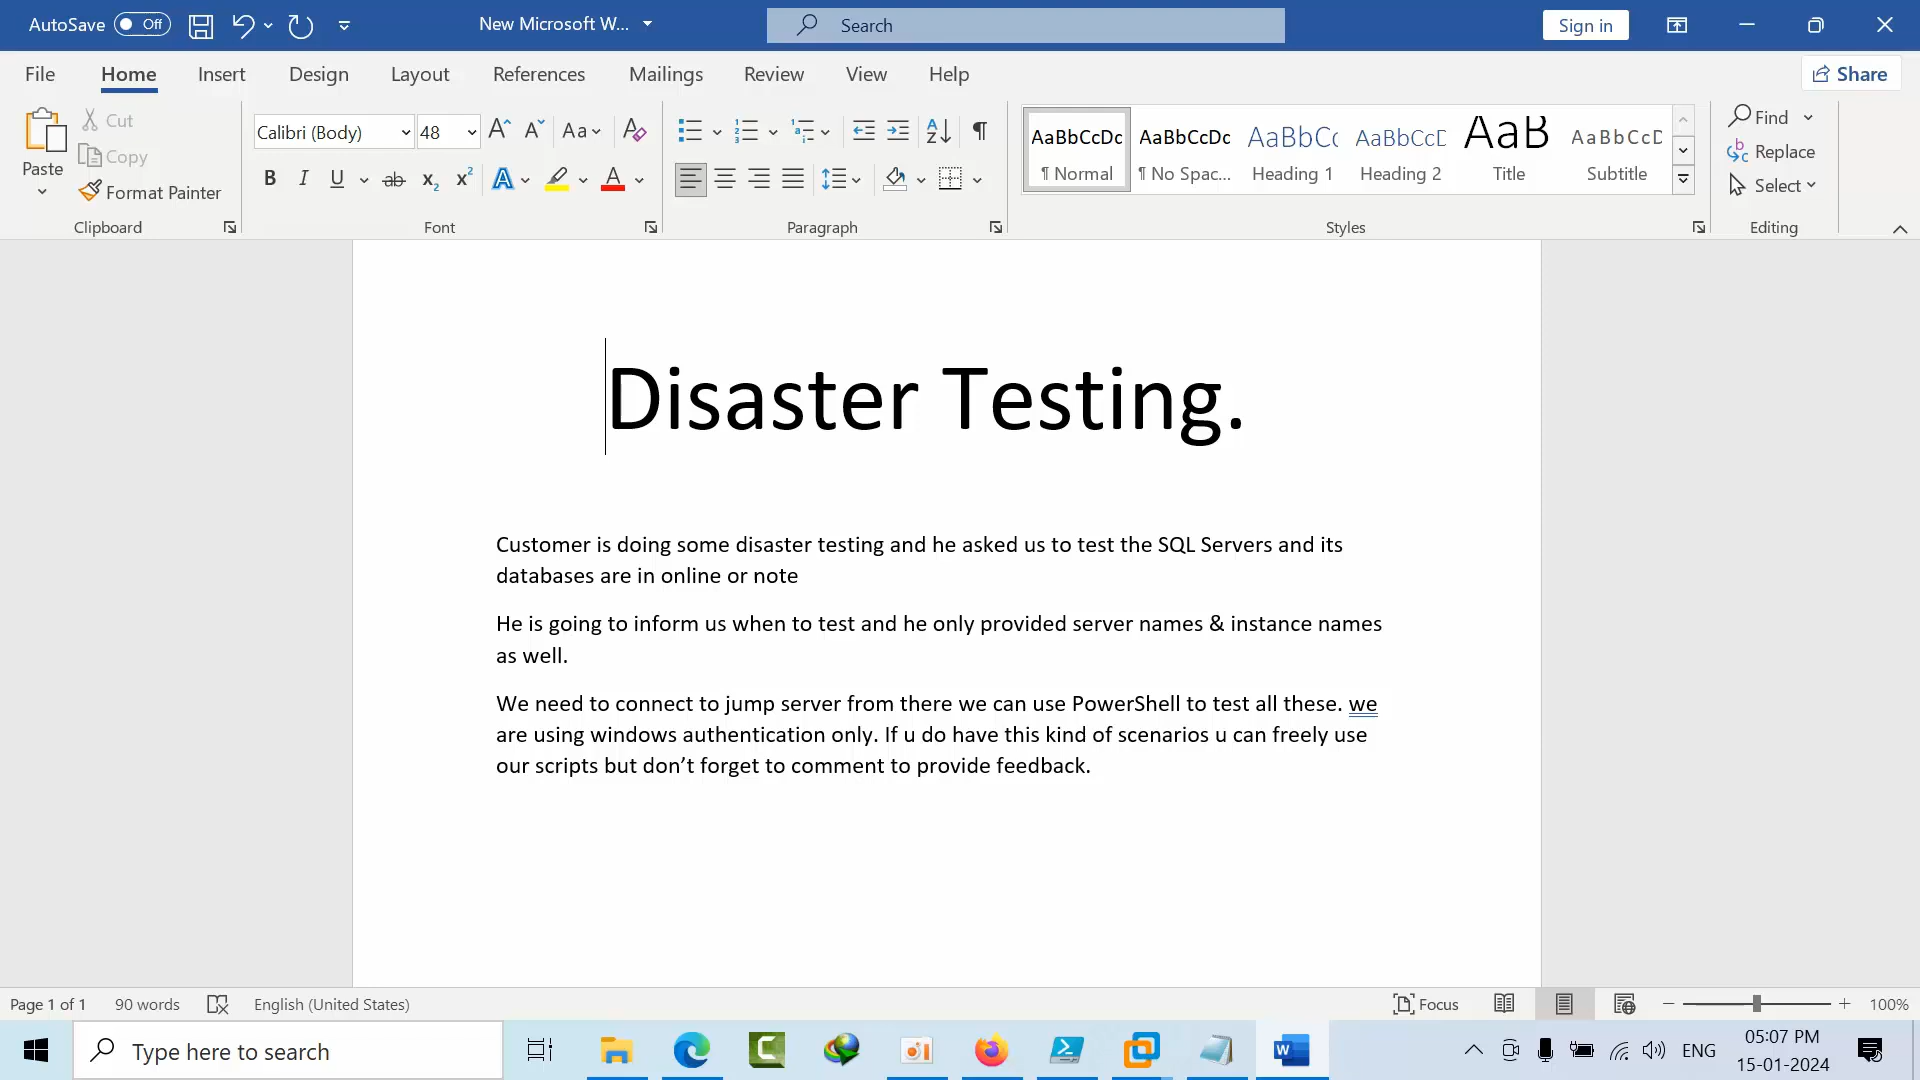 AutoSave Off New Microsoft W... Search Sign in
File Home Insert Design Layout References Mailings Review View Help Share
Paste Cut Copy Format Painter
Clipboard
Calibri (Body) 48
Font
Paragraph
AaBbCcDc ¶ Normal
AaBbCcDc ¶ No Spac...
AaBbCc Heading 1
AaBbCcD Heading 2
AaB Title
AaBbCcD Subtitle
Styles
Find
Replace
Select
Editing
Disaster Testing.
Customer is doing some disaster testing and he asked us to test the SQL Servers and its
databases are in online or note
He is going to inform us when to test and he only provided server names & instance names
as well.
We need to connect to jump server from there we can use PowerShell to test all these. we
are using windows authentication only. If u do have this kind of scenarios u can freely use
our scripts but don’t forget to comment to provide feedback.
Page 1 of 1 90 words English (United States) Focus 100%
Type here to search ENG 05:07 PM
15-01-2024